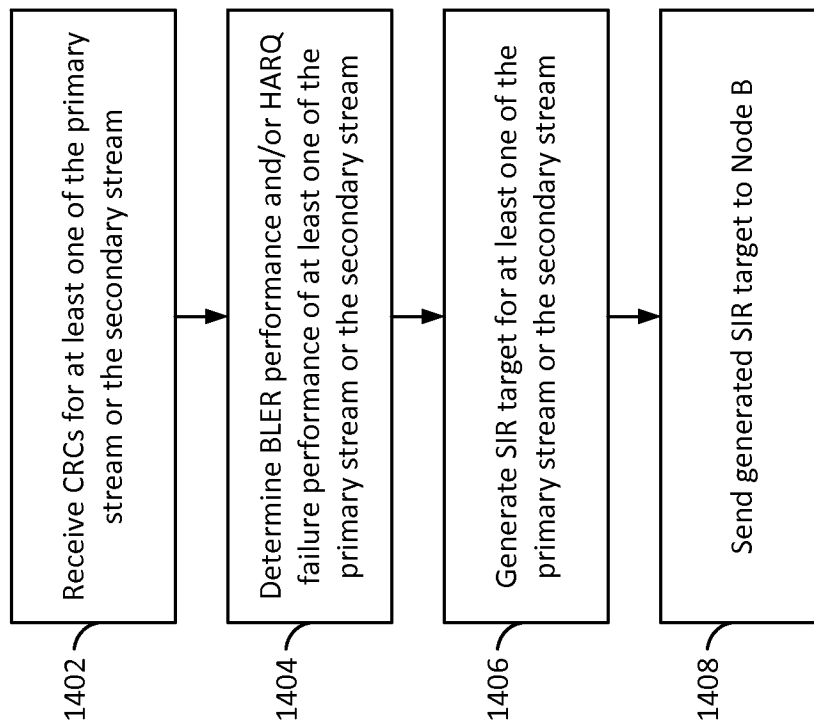 1402
Receive CRCs for at least one of the primary
stream or the secondary stream
1404
Determine BLER performance and/or HARQ
failure performance of at least one of the
primary stream or the secondary stream
1406
Generate SIR target for at least one of the
primary stream or the secondary stream
1408
Send generated SIR target to Node B